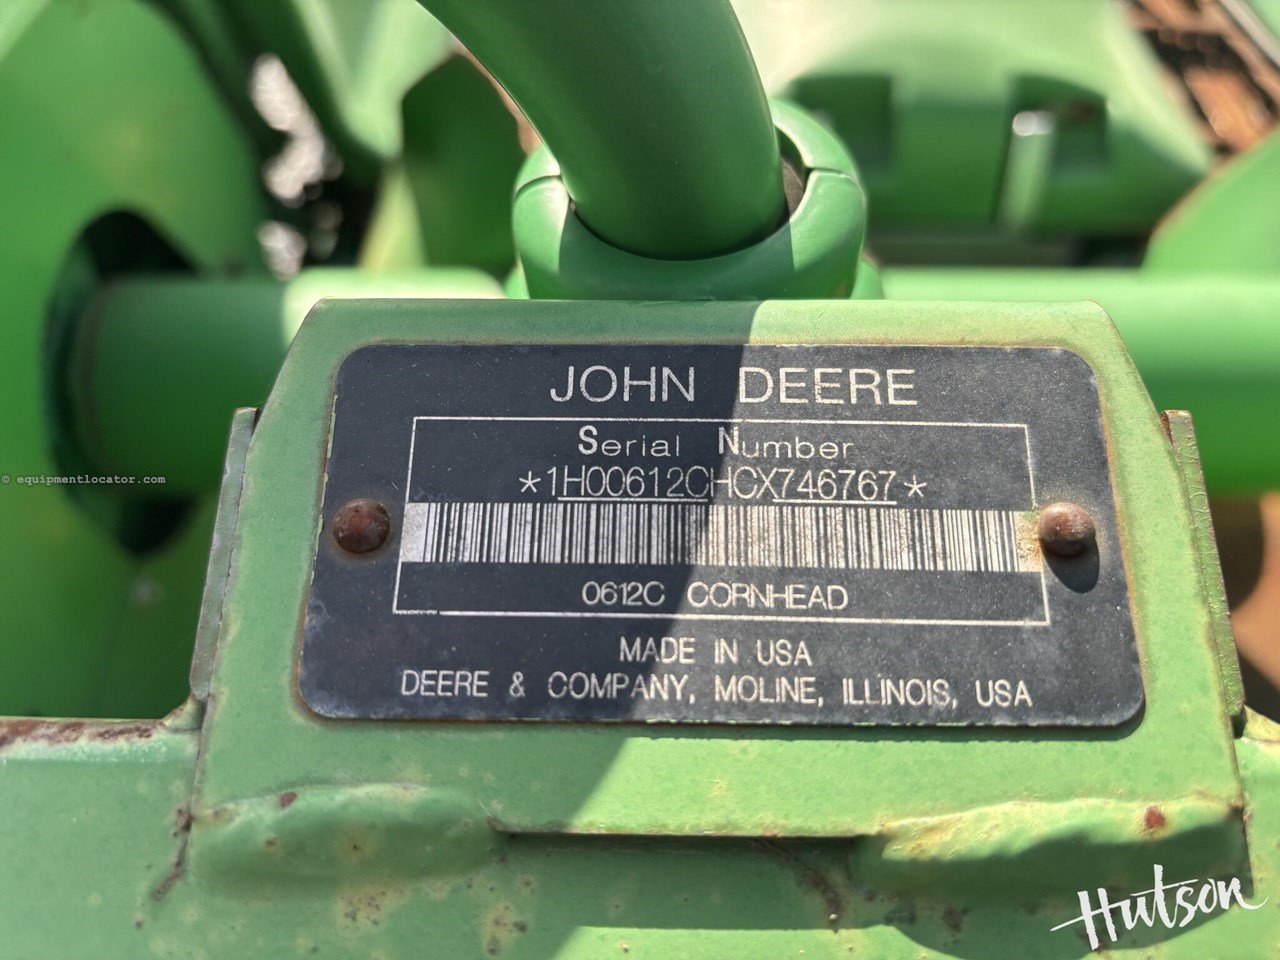 JOHN DEERE
Serial Number
*1H00612CHCX746767*
0612C CORNHEAD
MADE IN USA
DEERE & COMPANY, MOLINE, ILLINOIS, USA
© equipmentlocator.com
Hutson